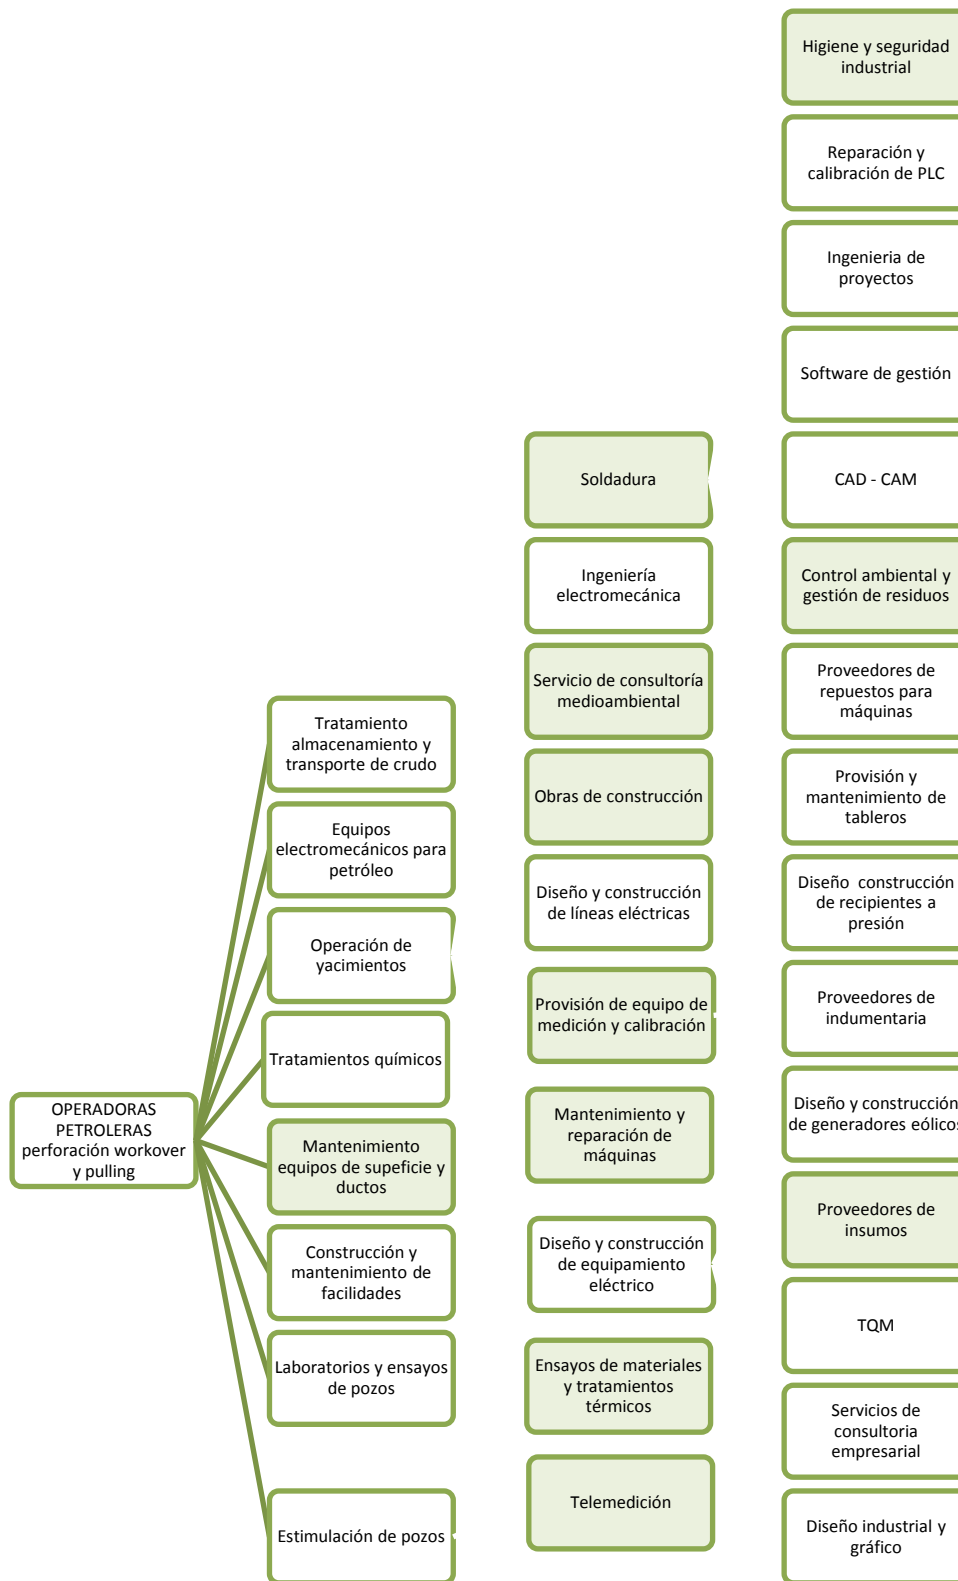 OPERADORAS
PETROLERAS
perforación workover
y pulling
Tratamiento
almacenamiento y
transporte de crudo
Equipos
electromecánicos para
petróleo
Operación de
yacimientos
Tratamientos químicos
Mantenimiento
equipos de supeficie y
ductos
Construcción y
mantenimiento de
facilidades
Laboratorios y ensayos
de pozos
Estimulación de pozos
Soldadura
Ingeniería
electromecánica
Servicio de consultoría
medioambiental
Obras de construcción
Diseño y construcción
de líneas eléctricas
Provisión de equipo de
medición y calibración
Mantenimiento y
reparación de
máquinas
Diseño y construcción
de equipamiento
eléctrico
Ensayos de materiales
y tratamientos
térmicos
Telemedición
Higiene y seguridad
industrial
Reparación y
calibración de PLC
Ingenieria de
proyectos
Software de gestión
CAD - CAM
Control ambiental y
gestión de residuos
Proveedores de
repuestos para
máquinas
Provisión y
mantenimiento de
tableros
Diseño construcción
de recipientes a
presión
Proveedores de
indumentaria
Diseño y construcción
de generadores eólicos
Proveedores de
insumos
TQM
Servicios de
consultoria
empresarial
Diseño industrial y
gráfico